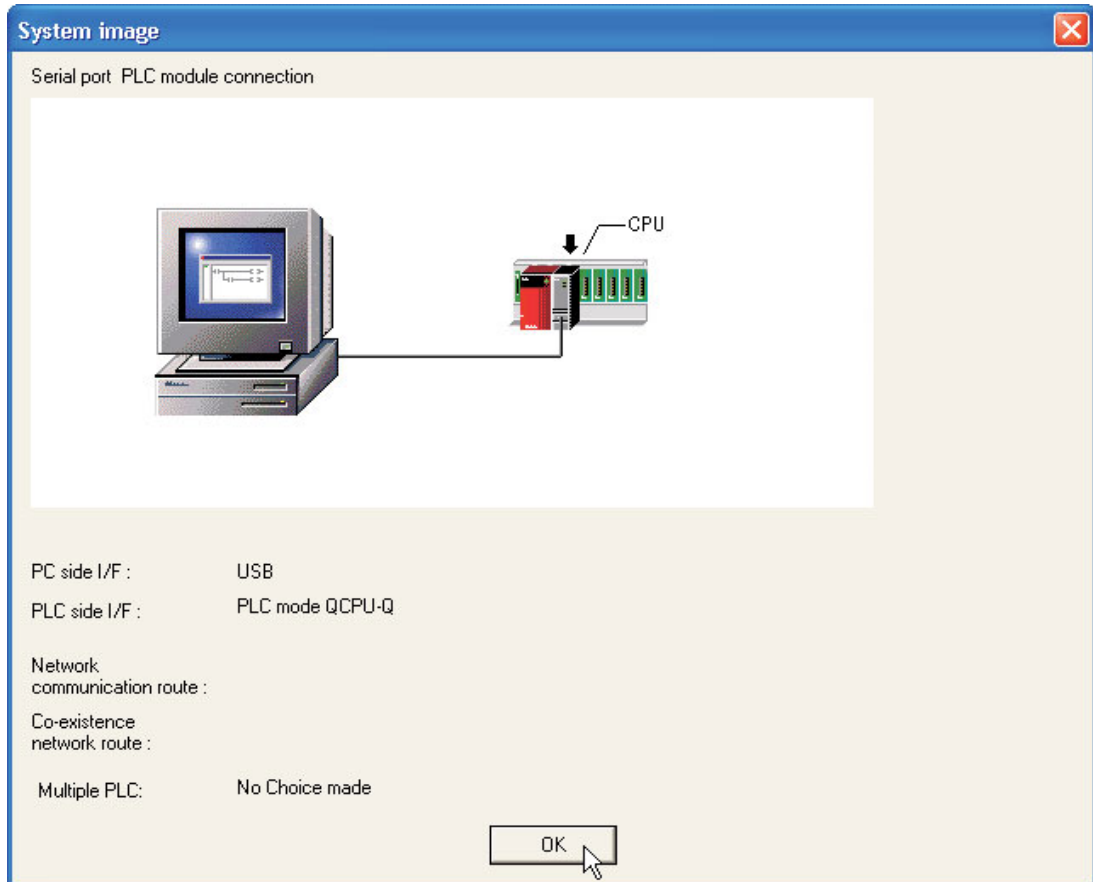 System image
Serial port PLC module connection
CPU
PC side I/F : USB
PLC side I/F : PLC mode QCPU-Q
Network
communication route :
Co-existence
network route :
Multiple PLC: No Choice made
OK